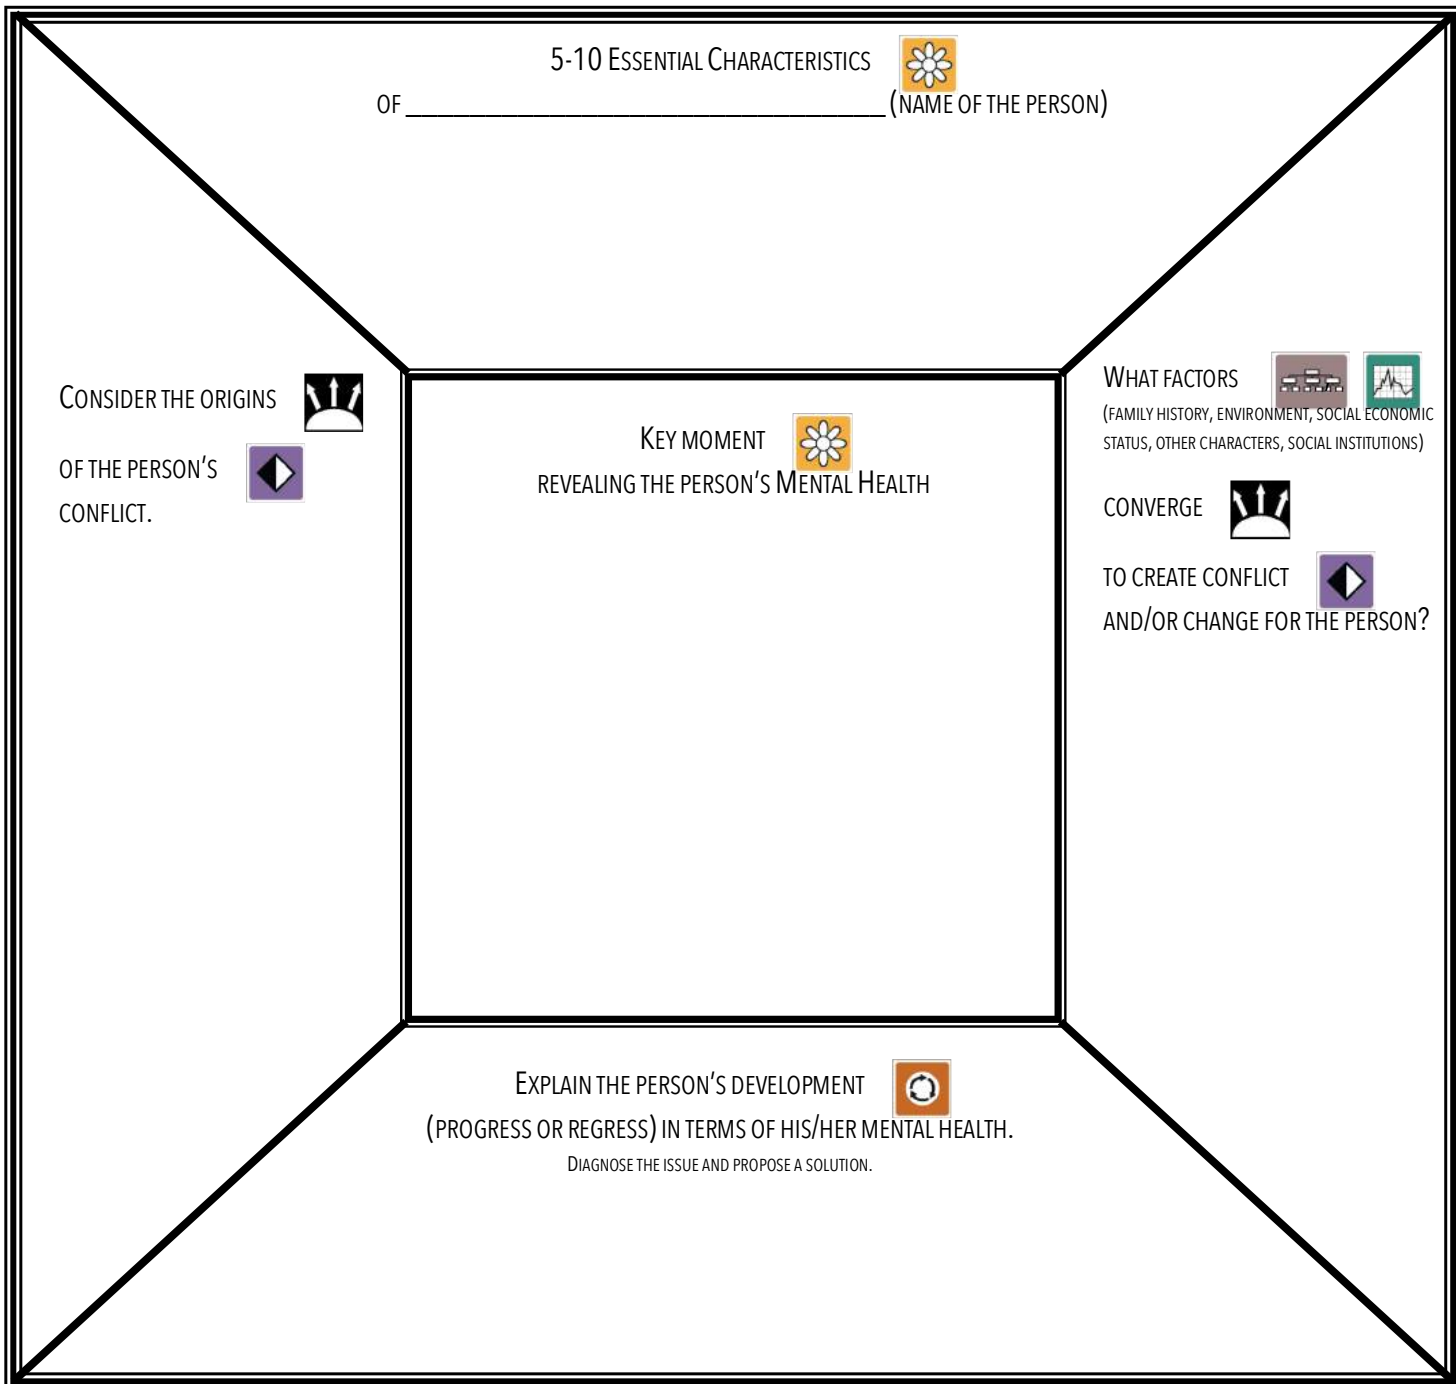 5-10 Essential Characteristics
of ________________________________ (name of the person)
Consider the origins
of the person's
conflict.
Key moment
revealing the person's Mental Health
What factors
(family history, environment, social economic
status, other characters, social institutions)
converge
to create conflict
and/or change for the person?
Explain the person's development
(progress or regress) in terms of his/her mental health.
Diagnose the issue and propose a solution.